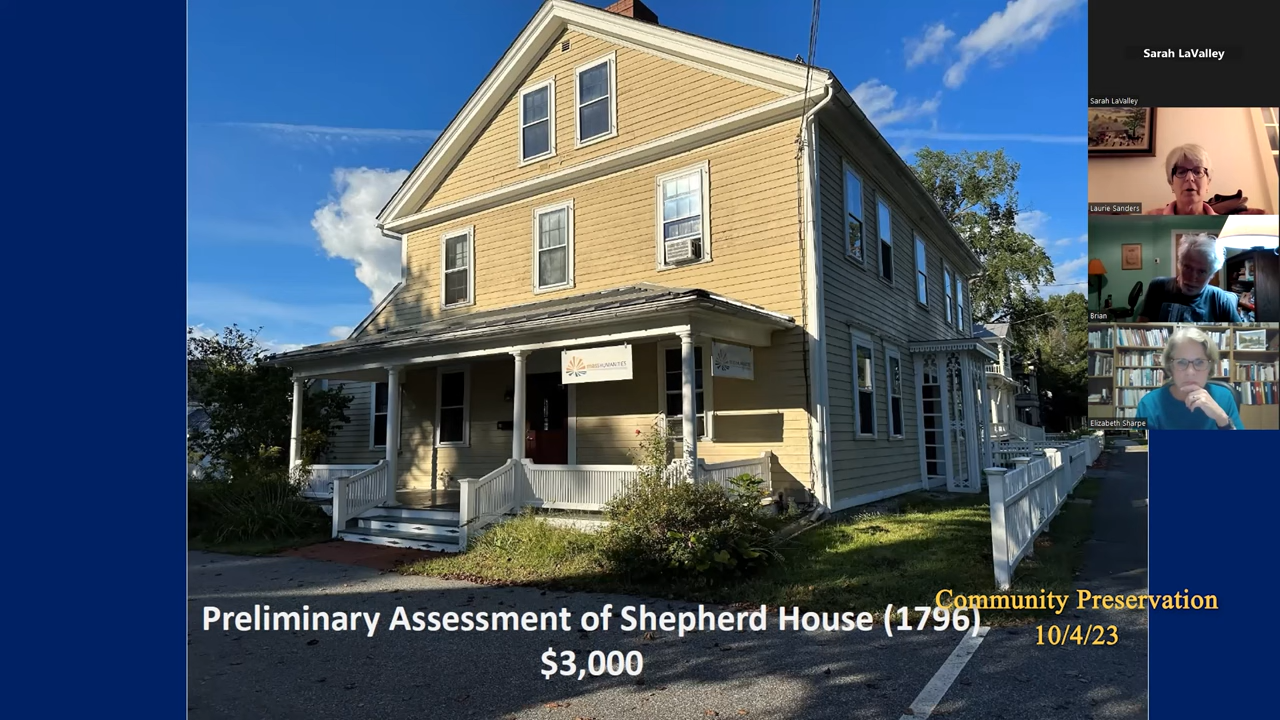 Sarah LaValley
Sarah LaValley
Laurie Sanders
Brian
Elizabeth Sharpe
MASSHUMANITIES
Preliminary Assessment of Shepherd House (1796)
$3,000
Community Preservation
10/4/23